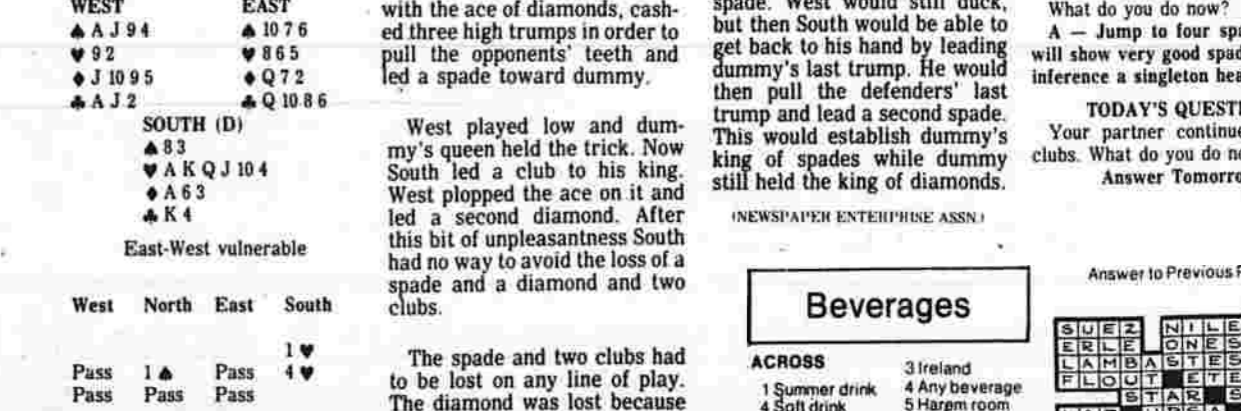 WEST EAST
♠ A J 9 4 ♠ 10 7 6
♥ 9 2 ♥ 8 6 5
♦ J 10 9 5 ♦ Q 7 2
♣ A J 2 ♣ Q 10 8 6
SOUTH (D)
♠ 8 3
♥ A K Q J 10 4
♦ A 6 3
♣ K 4
East-West vulnerable
West North East South
1 ♥
Pass 1 ♠ Pass 4 ♥
Pass Pass Pass
with the ace of diamonds, cash-
ed three high trumps in order to
pull the opponents' teeth and
led a spade toward dummy.
West played low and dum-
my's queen held the trick. Now
South led a club to his king.
West plopped the ace on it and
led a second diamond. After
this bit of unpleasantness South
had no way to avoid the loss of a
spade and a diamond and two
clubs.
The spade and two clubs had
to be lost on any line of play.
The diamond was lost because
spade. West would still duck,
but then South would be able to
get back to his hand by leading
dummy's last trump. He would
then pull the defenders' last
trump and lead a second spade.
This would establish dummy's
king of spades while dummy
still held the king of diamonds.
(NEWSPAPER ENTERPRISE ASSN.)
Beverages
ACROSS
1 Summer drink
4 Soft drink
3 Ireland
4 Any beverage
5 Harem room
What do you do now?
A — Jump to four
will show very good
inference a singleton
TODAY'S
Your partner
clubs. What do you do
Answer
Answer to Previous
SUEZ NILE
ERLE ONES
LAMBASTES
FLOUT ETE
STAR S